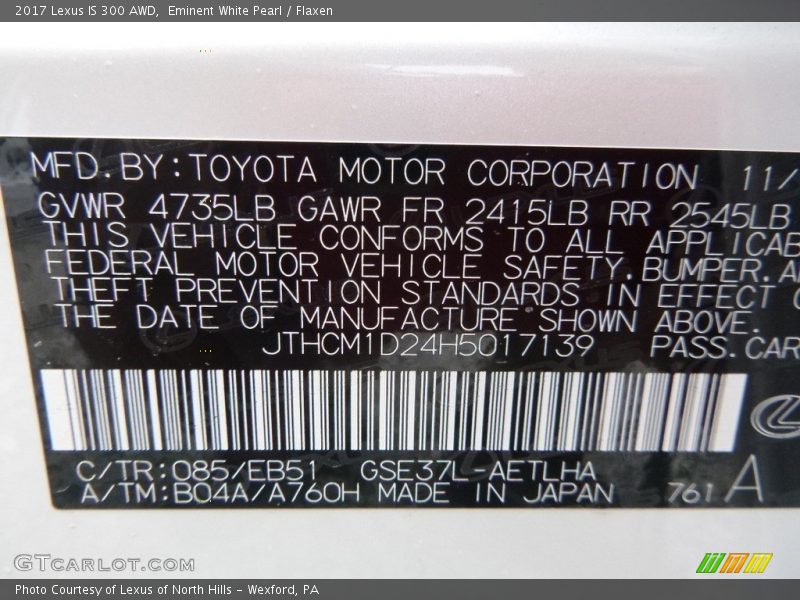 2017 Lexus IS 300 AWD,  Eminent White Pearl / Flaxen
MFD. BY: TOYOTA MOTOR CORPORATION 11/
GVWR 4735LB GAWR FR 2415LB RR 2545LB
THIS VEHICLE CONFORMS TO ALL APPLICAB
FEDERAL MOTOR VEHICLE SAFETY, BUMPER, AN
THEFT PREVENTION STANDARDS IN EFFECT O
THE DATE OF MANUFACTURE SHOWN ABOVE.
JTHCM1D24H5017139 PASS. CAR
C/TR: 085/EB51 GSE37L-AETLHA
A/TM: B04A/A760H MADE IN JAPAN 761 A
GTCARLOT.COM
Photo Courtesy of Lexus of North Hills - Wexford, PA